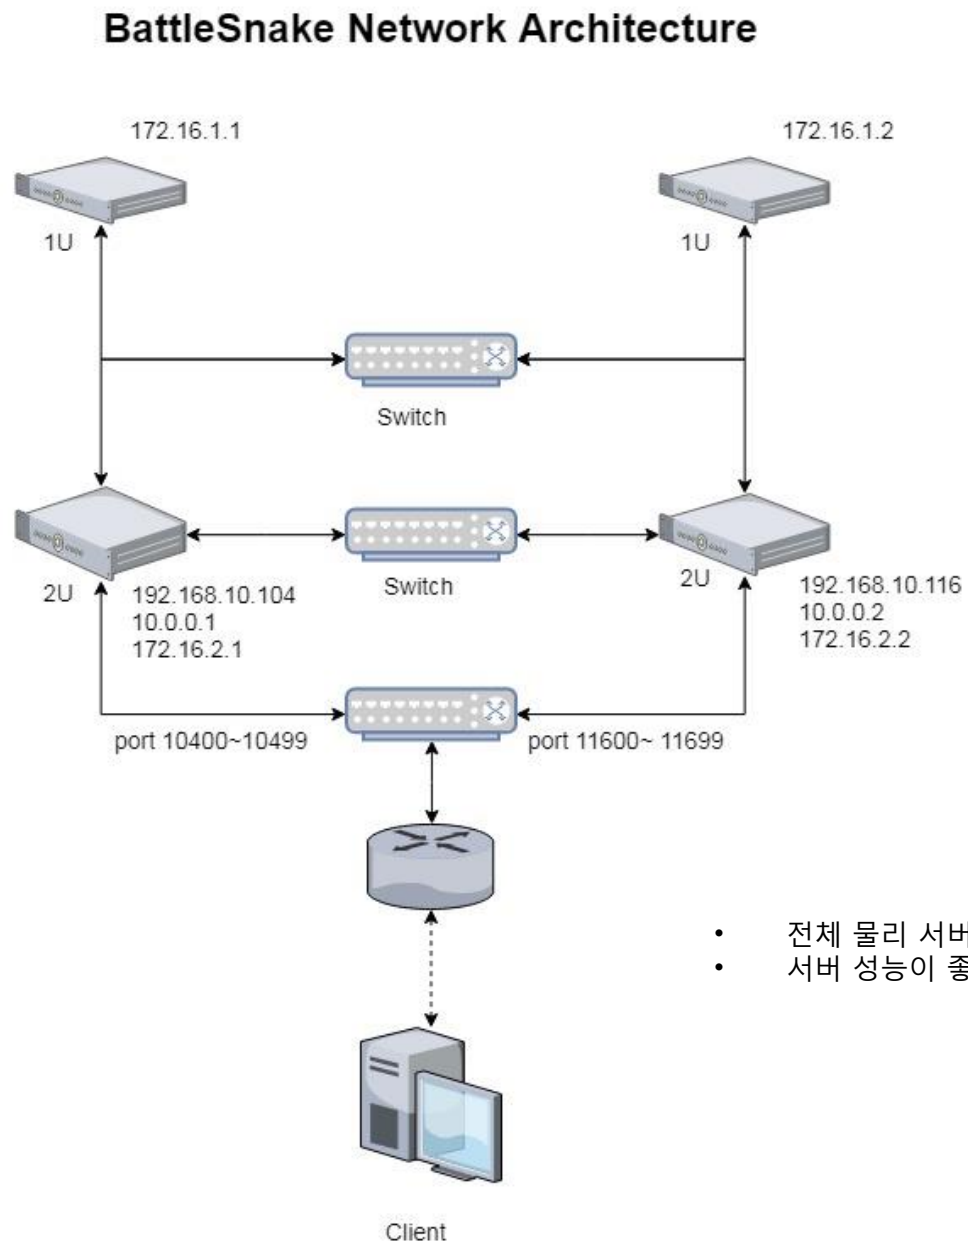 BattleSnake Network Architecture
172.16.1.1
172.16.1.2
1U
1U
Switch
Switch
2U
192.168.10.104
10.0.0.1
172.16.2.1
2U
192.168.10.116
10.0.0.2
172.16.2.2
port 10400~10499
port 11600~ 11699
• 전체 물리 서버
• 서버 성능이 좋
Client